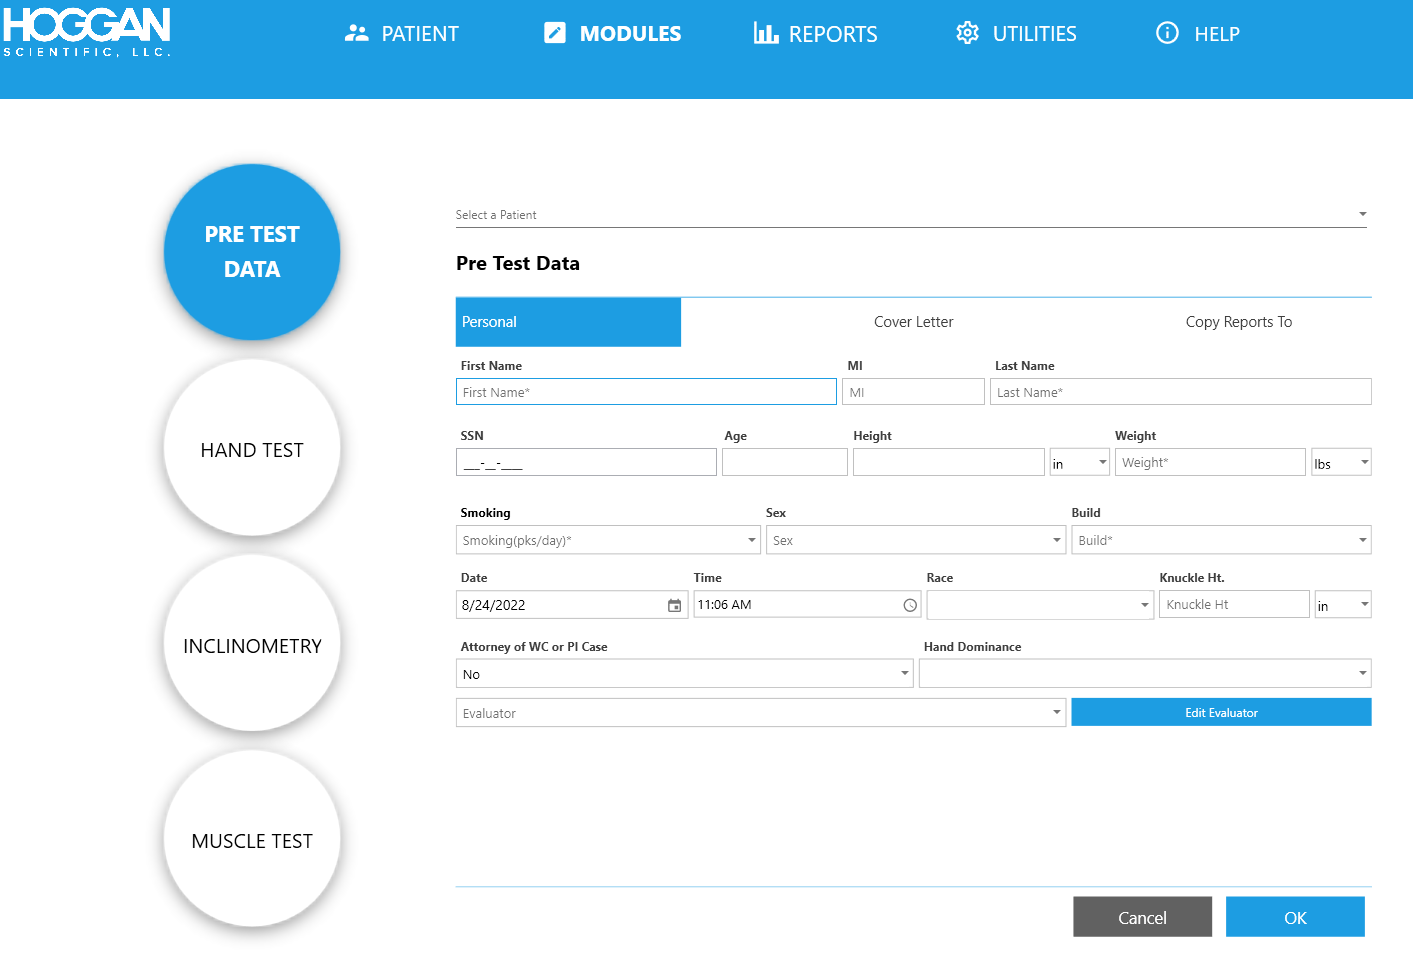 HOGGAN
SCIENTIFIC, LLC.
PATIENT
MODULES
REPORTS
UTILITIES
HELP
PRE TEST
DATA
HAND TEST
INCLINOMETRY
MUSCLE TEST
Select a Patient
Pre Test Data
Personal
Cover Letter
Copy Reports To
First Name
MI
Last Name
First Name*
MI
Last Name*
SSN
Age
Height
Weight
___-__-____
in
Weight*
lbs
Smoking
Sex
Build
Smoking(pks/day)*
Sex
Build*
Date
Time
Race
Knuckle Ht.
8/24/2022
11:06 AM
Knuckle Ht
in
Attorney of WC or PI Case
Hand Dominance
No
Evaluator
Edit Evaluator
Cancel
OK